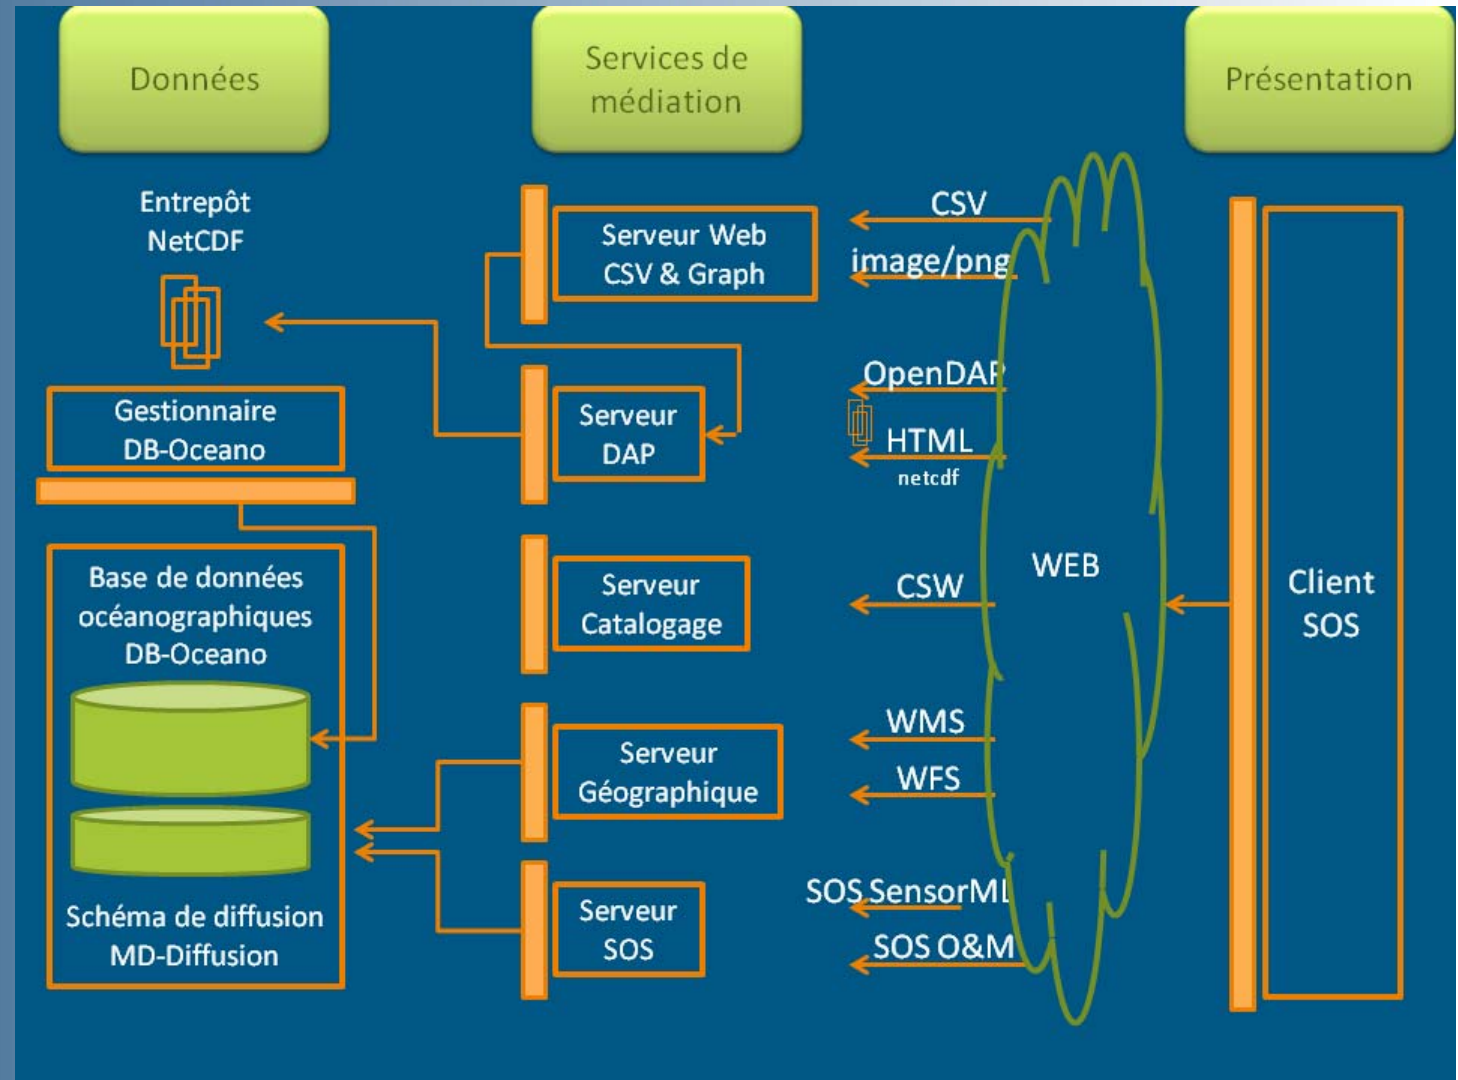 Données
Services de
médiation
Présentation
Entrepôt
NetCDF
Gestionnaire
DB-Oceano
Base de données
océanographiques
DB-Oceano
Schéma de diffusion
MD-Diffusion
Serveur Web
CSV & Graph
Serveur
DAP
Serveur
Catalogage
Serveur
Géographique
Serveur
SOS
CSV
image/png
OpenDAP
HTML
netcdf
CSW
WMS
WFS
SOS SensorML
SOS O&M
WEB
Client
SOS